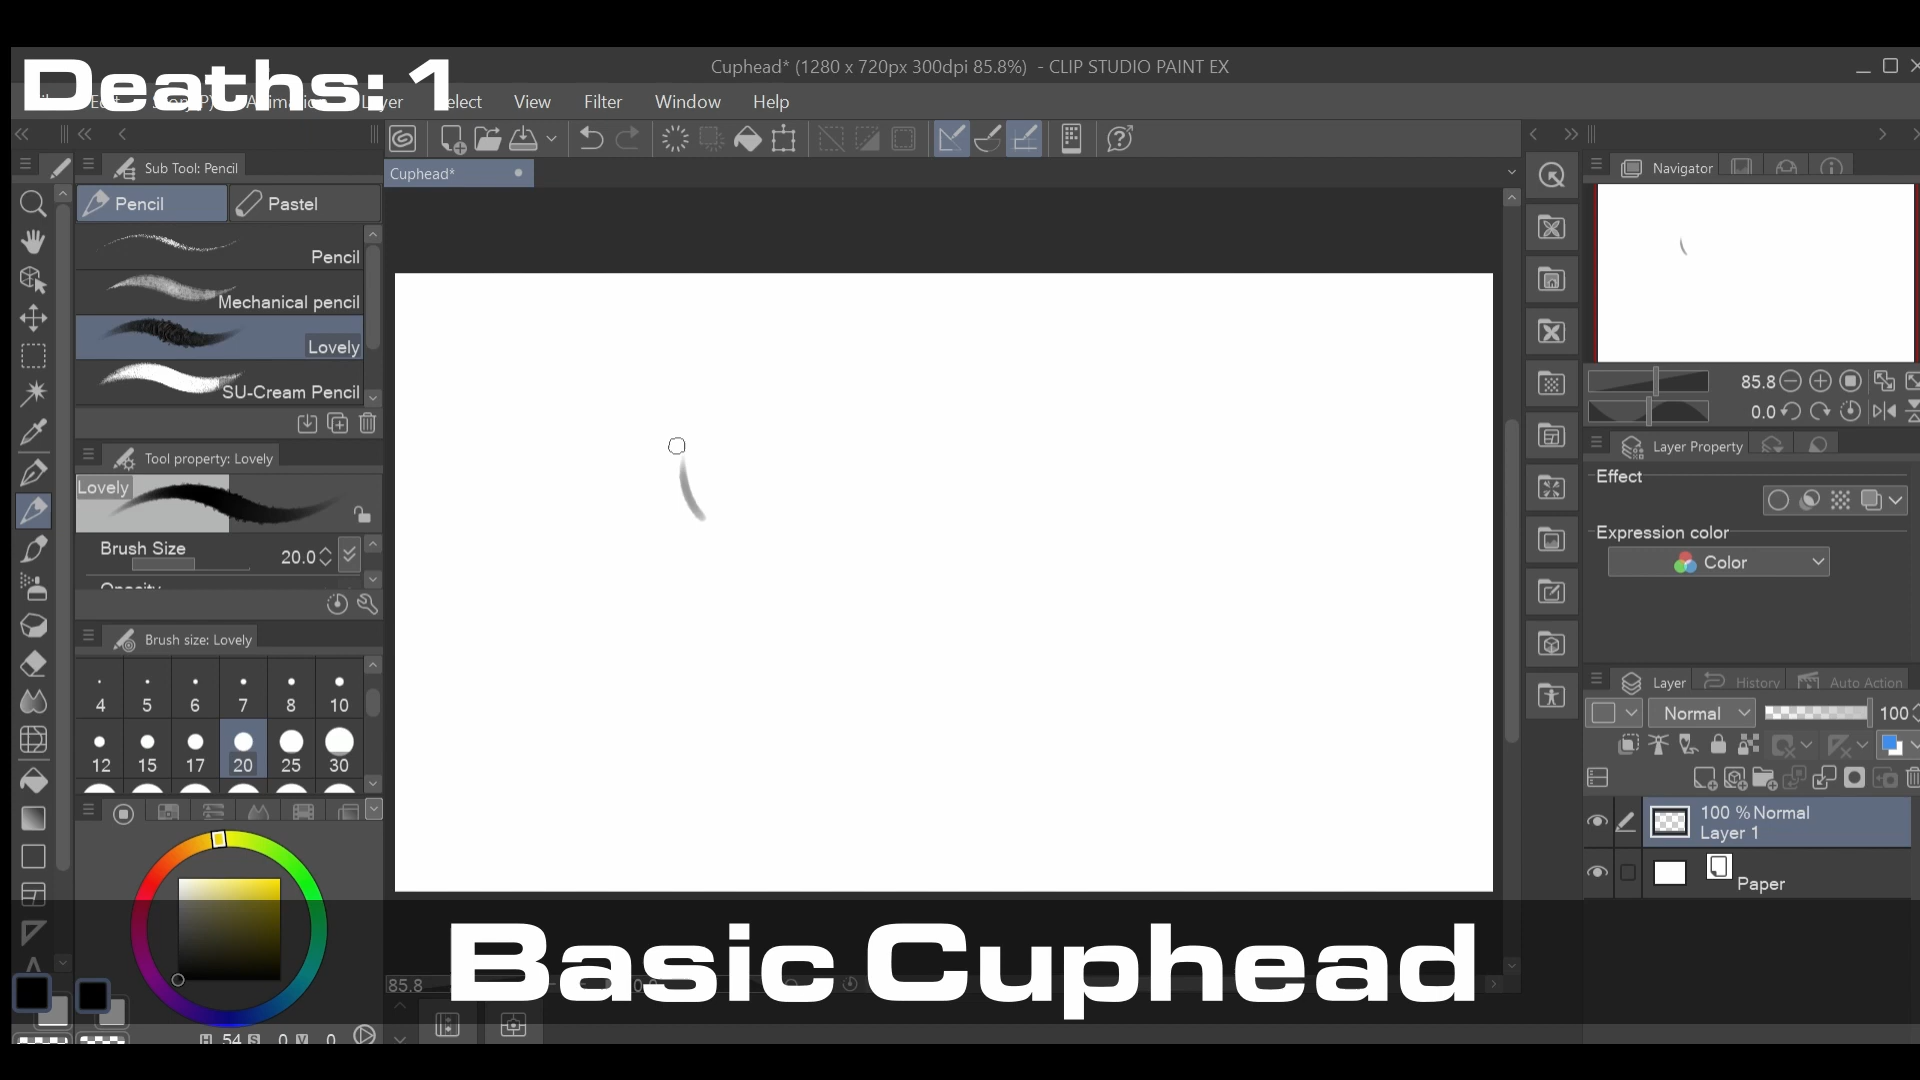 Deaths: 1
Cuphead* (1280 x 720px 300dpi 85.8%) - CLIP STUDIO PAINT EX
View Filter Window Help
Sub Tool: Pencil
Cuphead*
Navigator
Pencil Pastel
Pencil
Mechanical pencil
Lovely
SU-Cream Pencil
85.8
0.0
Tool property: Lovely
Layer Property
Lovely
Effect
Expression color
Brush Size 20.0
Color
Opacity
Brush size: Lovely
4 5 6 7 8 10
Layer History Auto Action
Normal 100
12 15 17 20 25 30
100 % Normal
Layer 1
Paper
Basic Cuphead
85.8
H 54 S 0 V 0